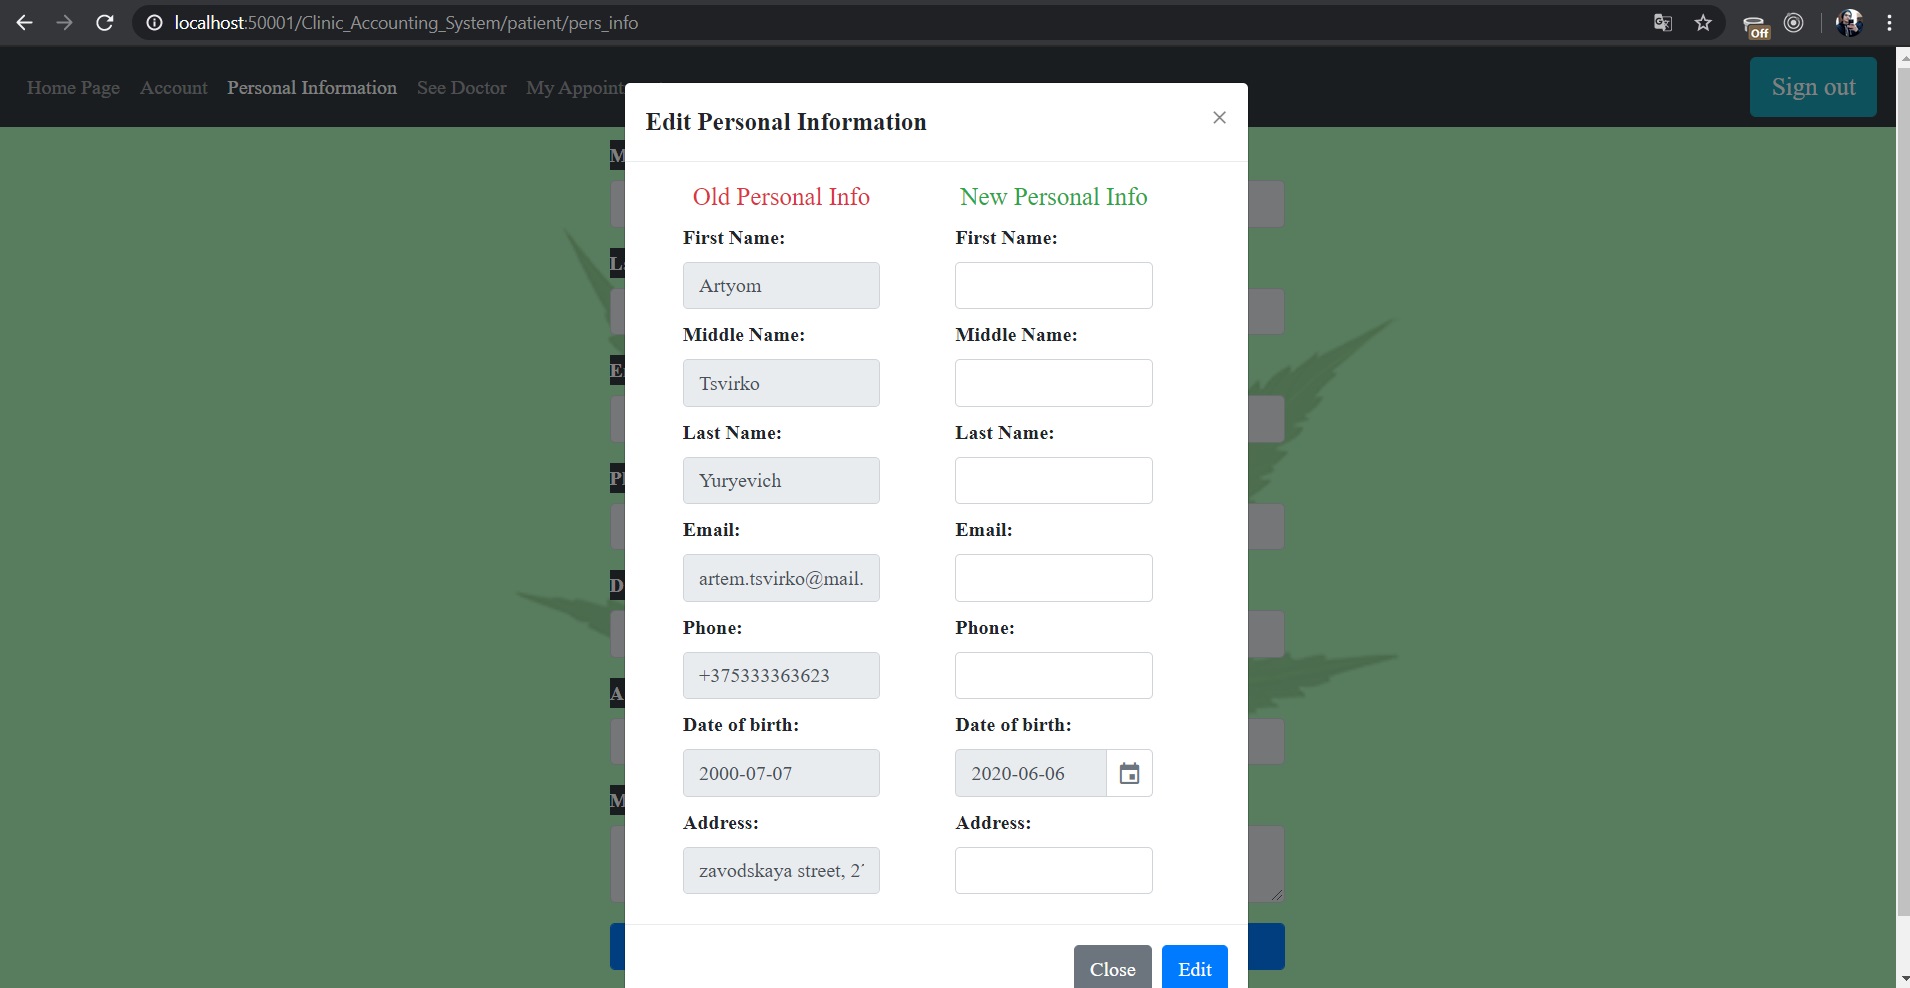 localhost:50001/Clinic_Accounting_System/patient/pers_info
Off
Home Page Account Personal Information See Doctor My Appoint
Sign out
Edit Personal Information ×
Old Personal Info New Personal Info
First Name: First Name:
Artyom
Middle Name: Middle Name:
Tsvirko
Last Name: Last Name:
Yuryevich
Email: Email:
artem.tsvirko@mail.
Phone: Phone:
+375333363623
Date of birth: Date of birth:
2000-07-07 2020-06-06
Address: Address:
zavodskaya street, 2
Close Edit